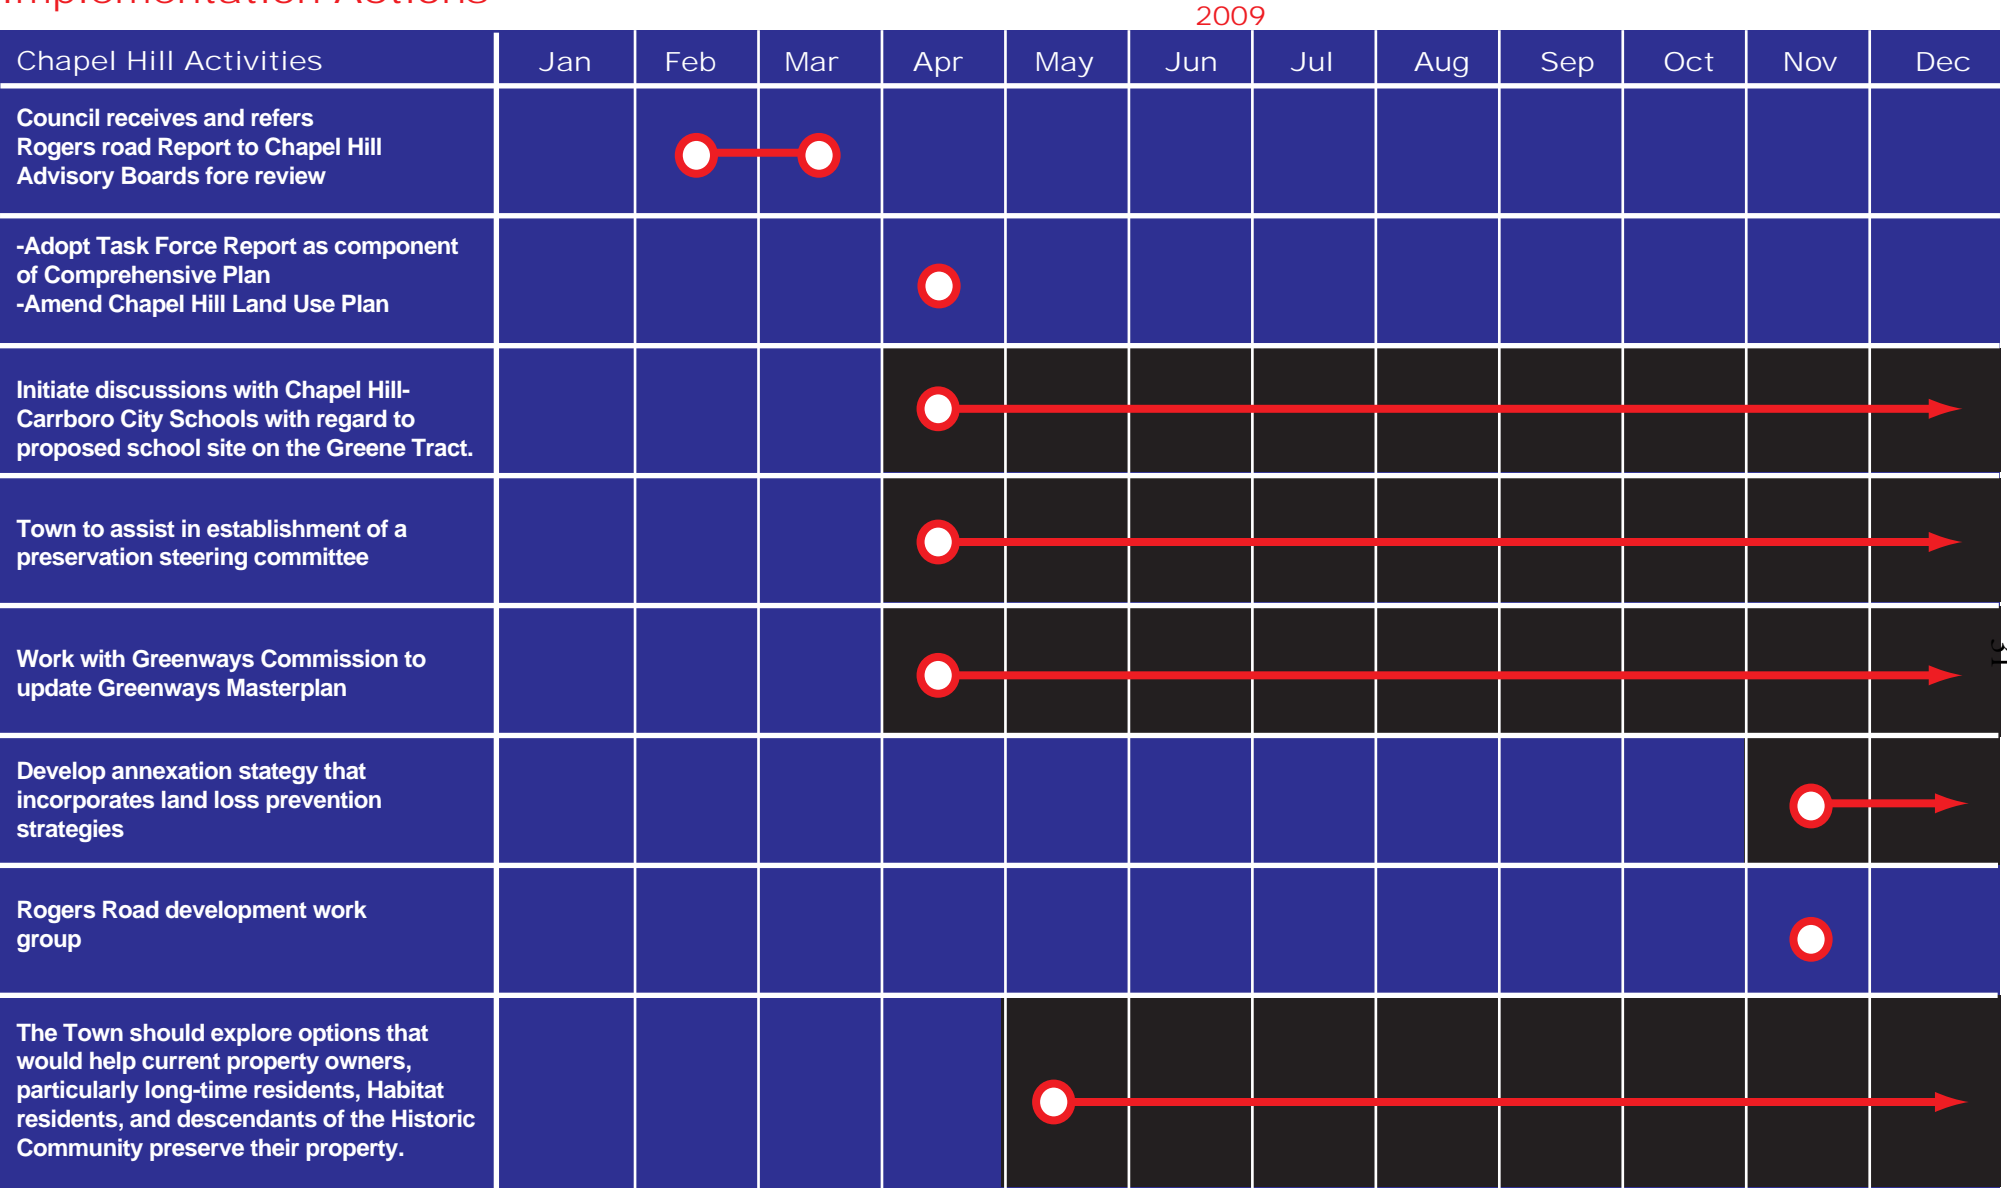 Implementation Actions
2009
Chapel Hill Activities Jan Feb Mar Apr May Jun Jul Aug Sep Oct Nov Dec
Council receives and refers
Rogers road Report to Chapel Hill
Advisory Boards fore review
-Adopt Task Force Report as component
of Comprehensive Plan
-Amend Chapel Hill Land Use Plan
Initiate discussions with Chapel Hill-
Carrboro City Schools with regard to
proposed school site on the Greene Tract.
Town to assist in establishment of a
preservation steering committee
Work with Greenways Commission to
update Greenways Masterplan
31
Develop annexation stategy that
incorporates land loss prevention
strategies
Rogers Road development work
group
The Town should explore options that
would help current property owners,
particularly long-time residents, Habitat
residents, and descendants of the Historic
Community preserve their property.